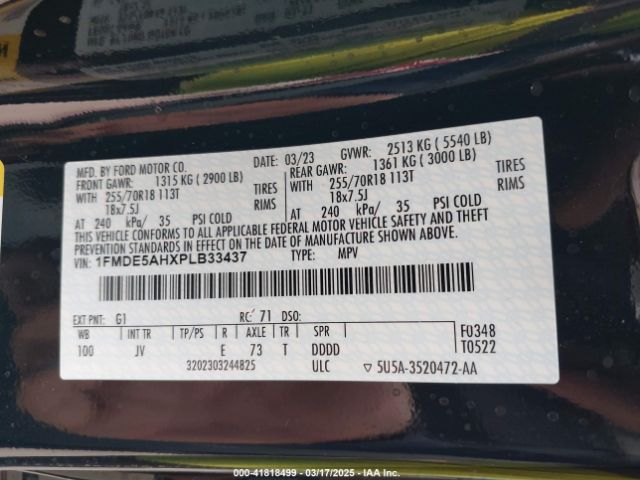 MFD. BY FORD MOTOR CO.
DATE: 03/23
GVWR: 2513 KG ( 5540 LB)
FRONT GAWR: 1315 KG ( 2900 LB)
REAR GAWR: 1361 KG ( 3000 LB)
WITH 255/70R18 113T TIRES
WITH 255/70R18 113T TIRES
18x7.5J RIMS
18x7.5J RIMS
AT 240 kPa/ 35 PSI COLD
AT 240 kPa/ 35 PSI COLD
THIS VEHICLE CONFORMS TO ALL APPLICABLE FEDERAL MOTOR VEHICLE SAFETY AND THEFT
PREVENTION STANDARDS IN EFFECT ON THE DATE OF MANUFACTURE SHOWN ABOVE.
VIN: 1FMDE5AHXPLB33437
TYPE: MPV
EXT PNT: G1 RC: 71 DSO:
F0348
T0522
WB INT TR TP/PS R AXLE TR SPR
100 JV E 73 T DDDD
3202303244825 ULC ▽ 5U5A-3520472-AA
000-41818499 - 03/17/2025 - IAA Inc.